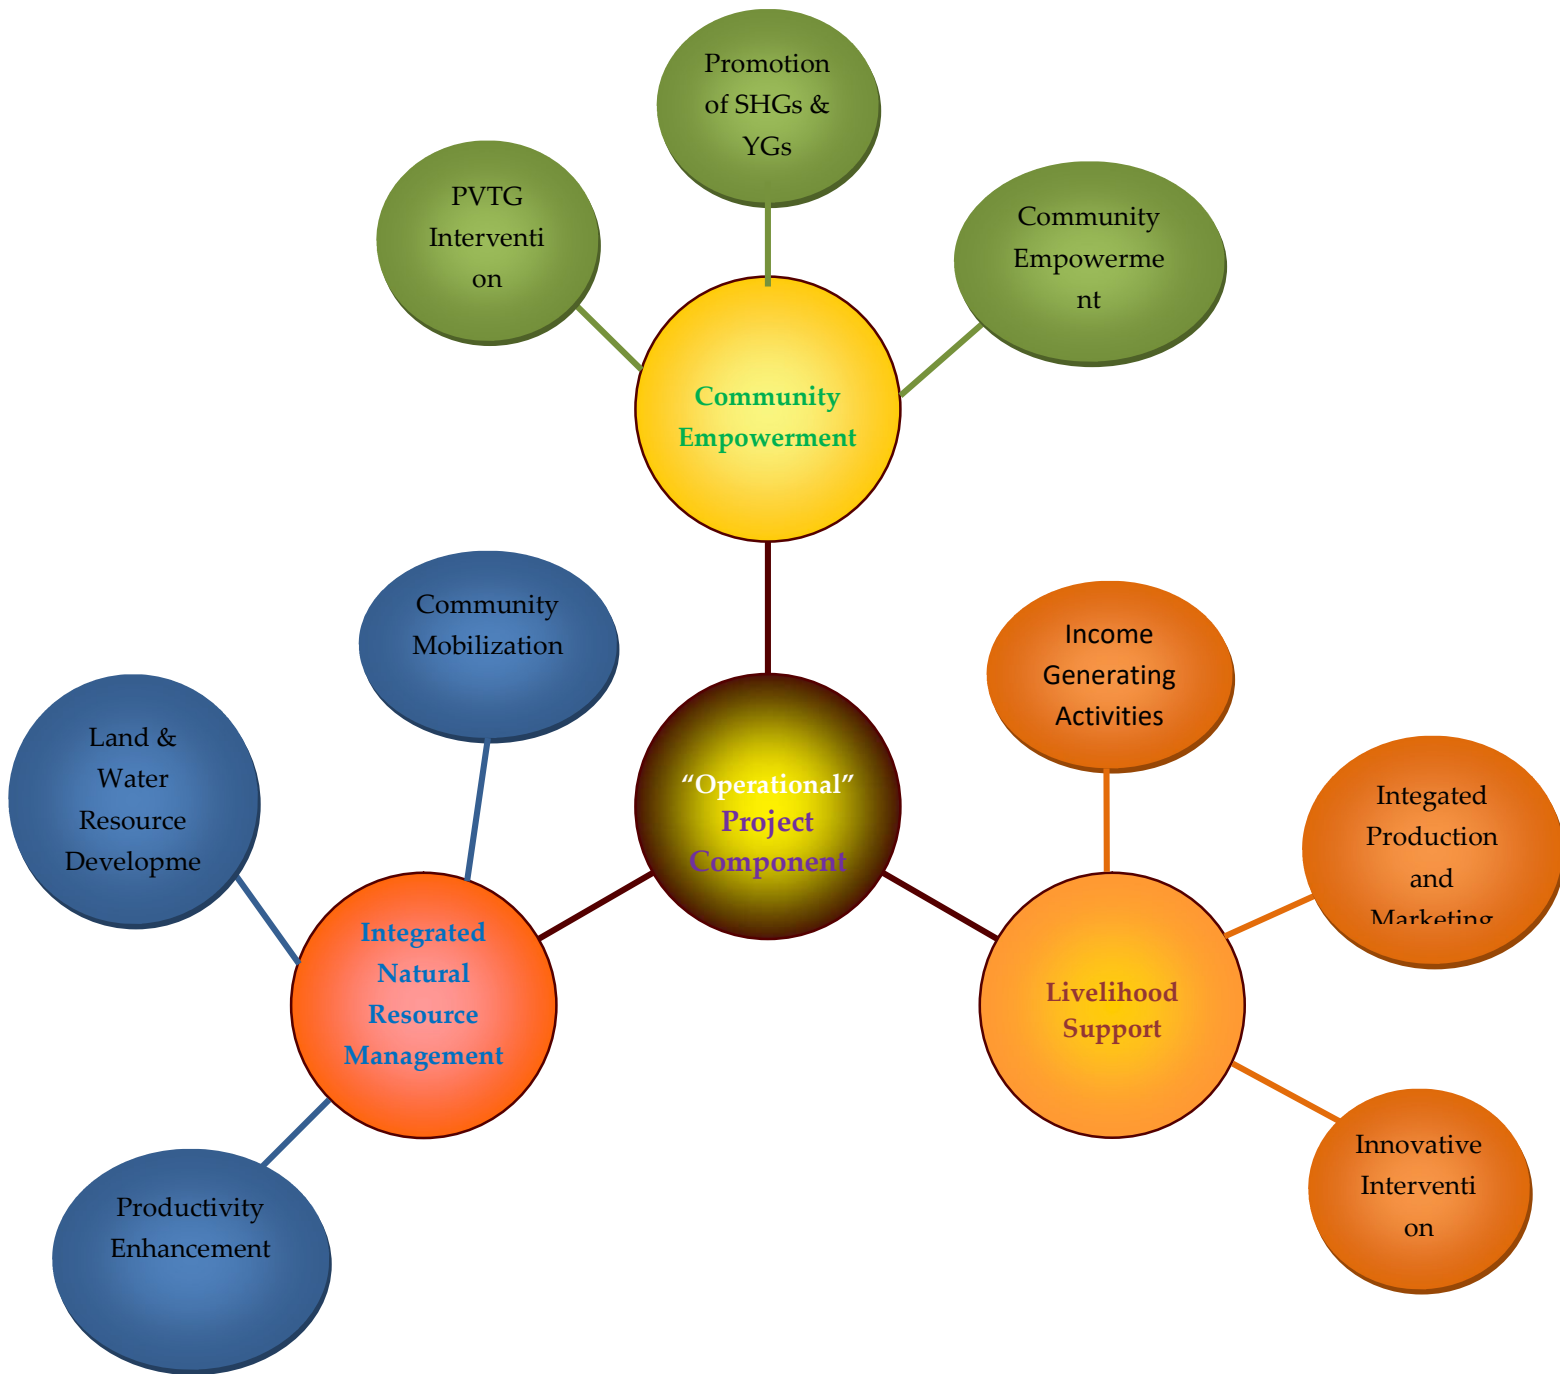 Promotion
of SHGs &
YGs
PVTG
Interventi
on
Community
Empowerme
nt
Community
Empowerment
Community
Mobilization
Income
Generating
Activities
Land &
Water
Resource
Developme
“Operational”
Project
Component
Integated
Production
and
Marketing
Integrated
Natural
Resource
Management
Livelihood
Support
Innovative
Interventi
on
Productivity
Enhancement